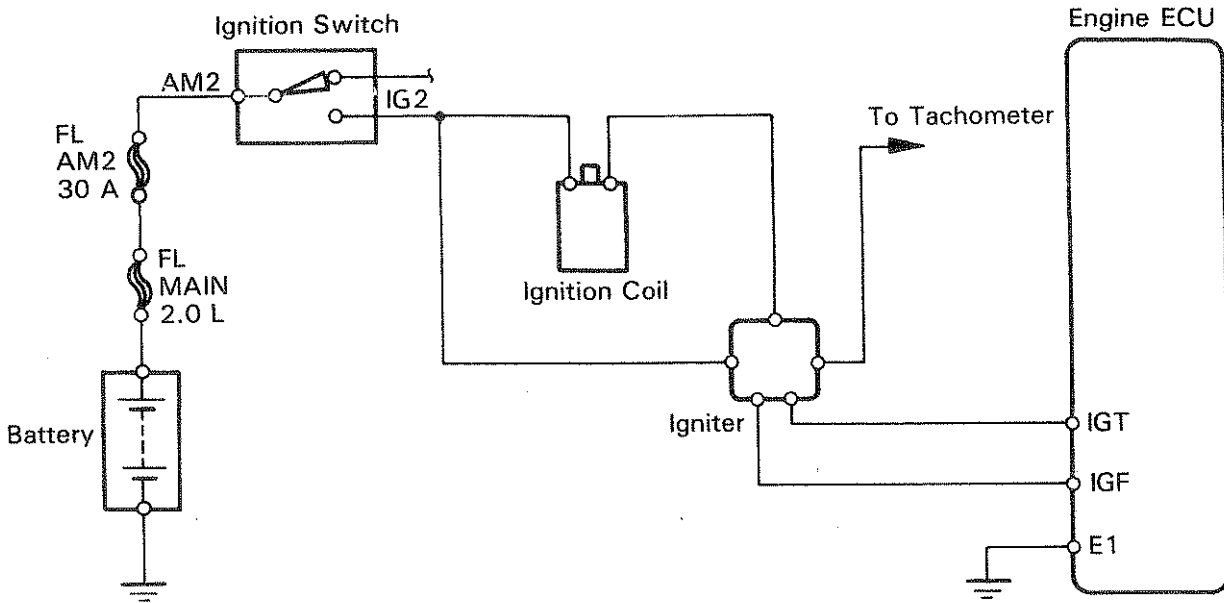 Ignition Switch
Engine ECU
AM2
IG2
To Tachometer
FL
AM2
30 A
FL
MAIN
2.0 L
Ignition Coil
Battery
Igniter
IGT
IGF
E1